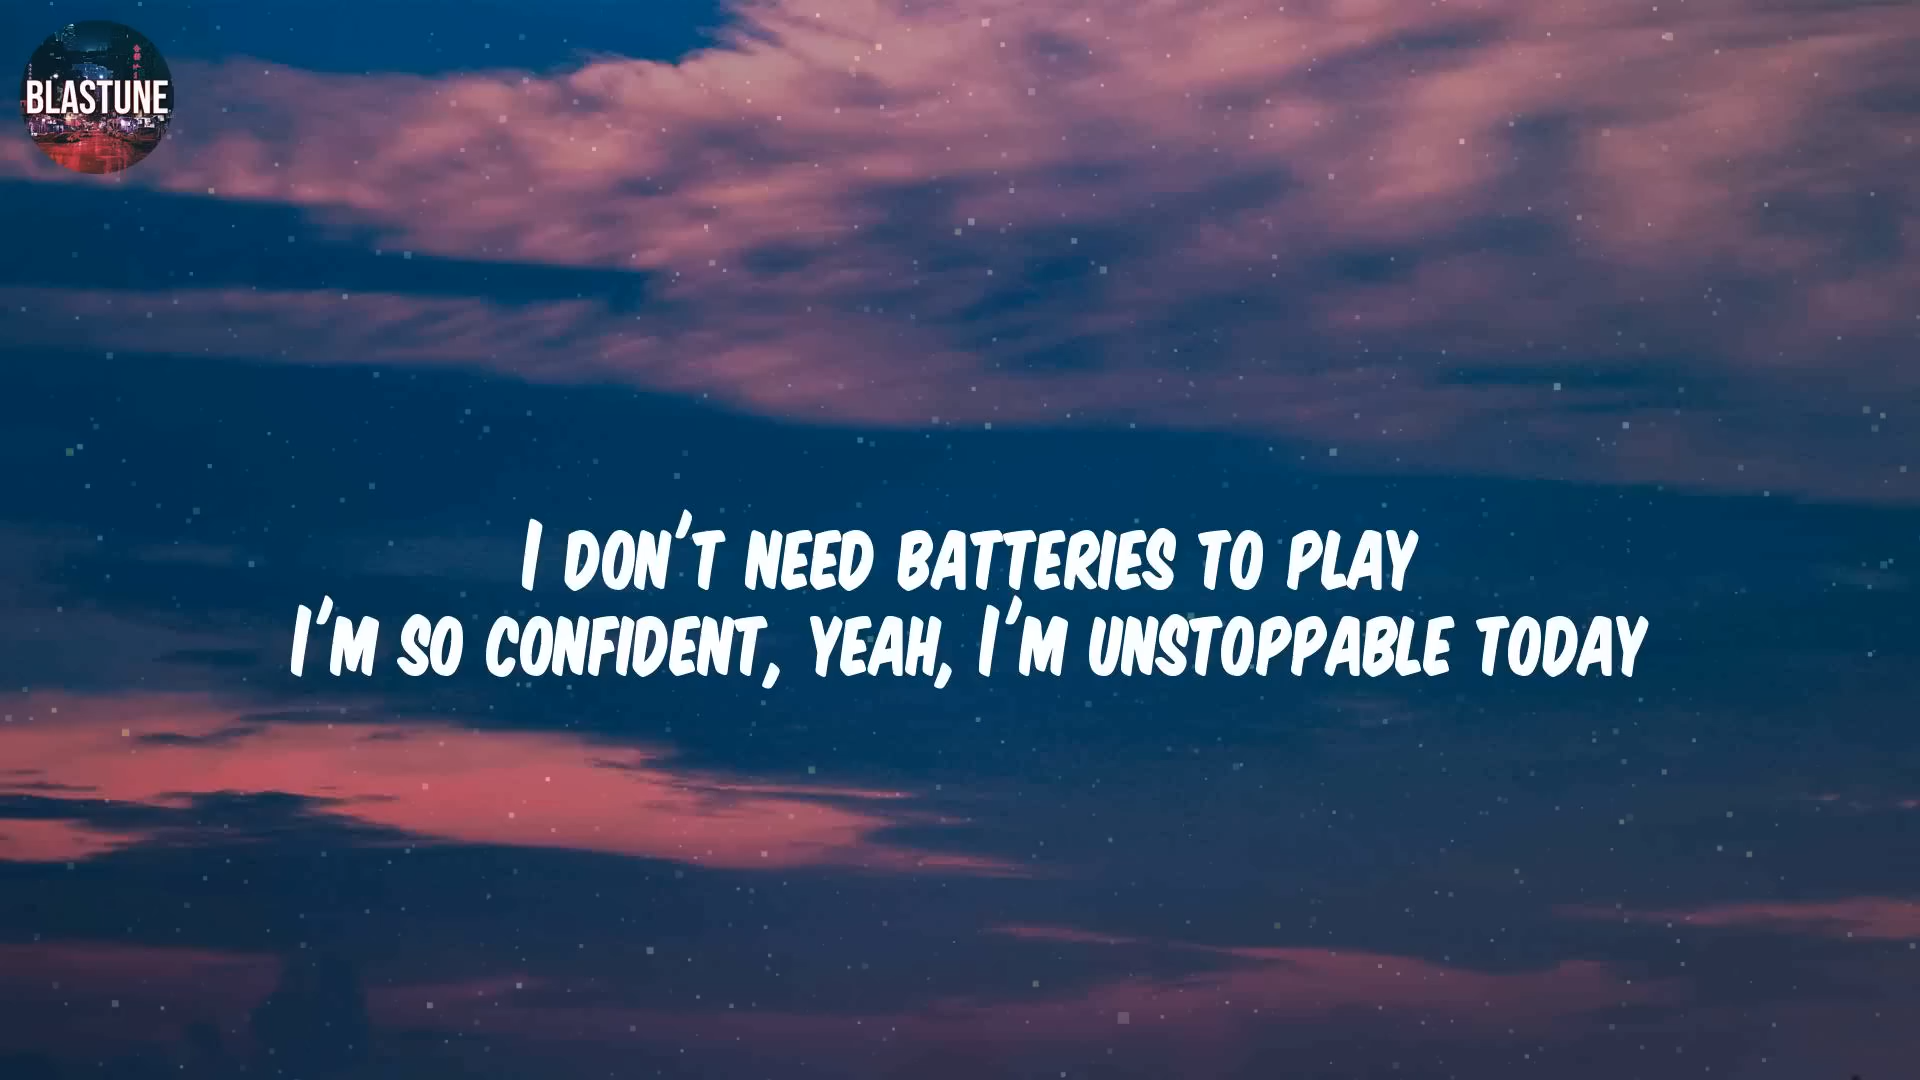 BLASTUNE
I DON'T NEED BATTERIES TO PLAY
I'M SO CONFIDENT, YEAH, I'M UNSTOPPABLE TODAY